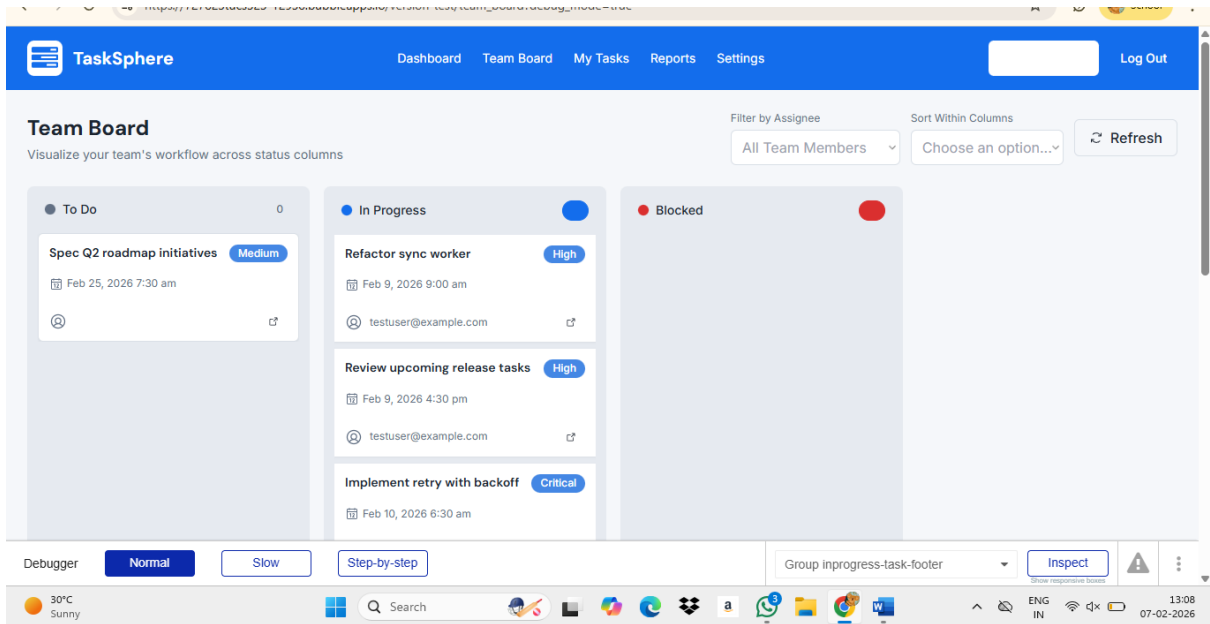 TaskSphere
Dashboard Team Board My Tasks Reports Settings
Log Out
Team Board
Visualize your team's workflow across status columns
Filter by Assignee
All Team Members
Sort Within Columns
Choose an option...
Refresh
To Do 0
Spec Q2 roadmap initiatives Medium
Feb 25, 2026 7:30 am
In Progress
Refactor sync worker High
Feb 9, 2026 9:00 am
testuser@example.com
Review upcoming release tasks High
Feb 9, 2026 4:30 pm
testuser@example.com
Implement retry with backoff Critical
Feb 10, 2026 6:30 am
Blocked
Debugger Normal Slow Step-by-step
Group inprogress-task-footer
Inspect
Show responsive boxes
30°C
Sunny
Search
a
3
W
ENG
IN
13:08
07-02-2026